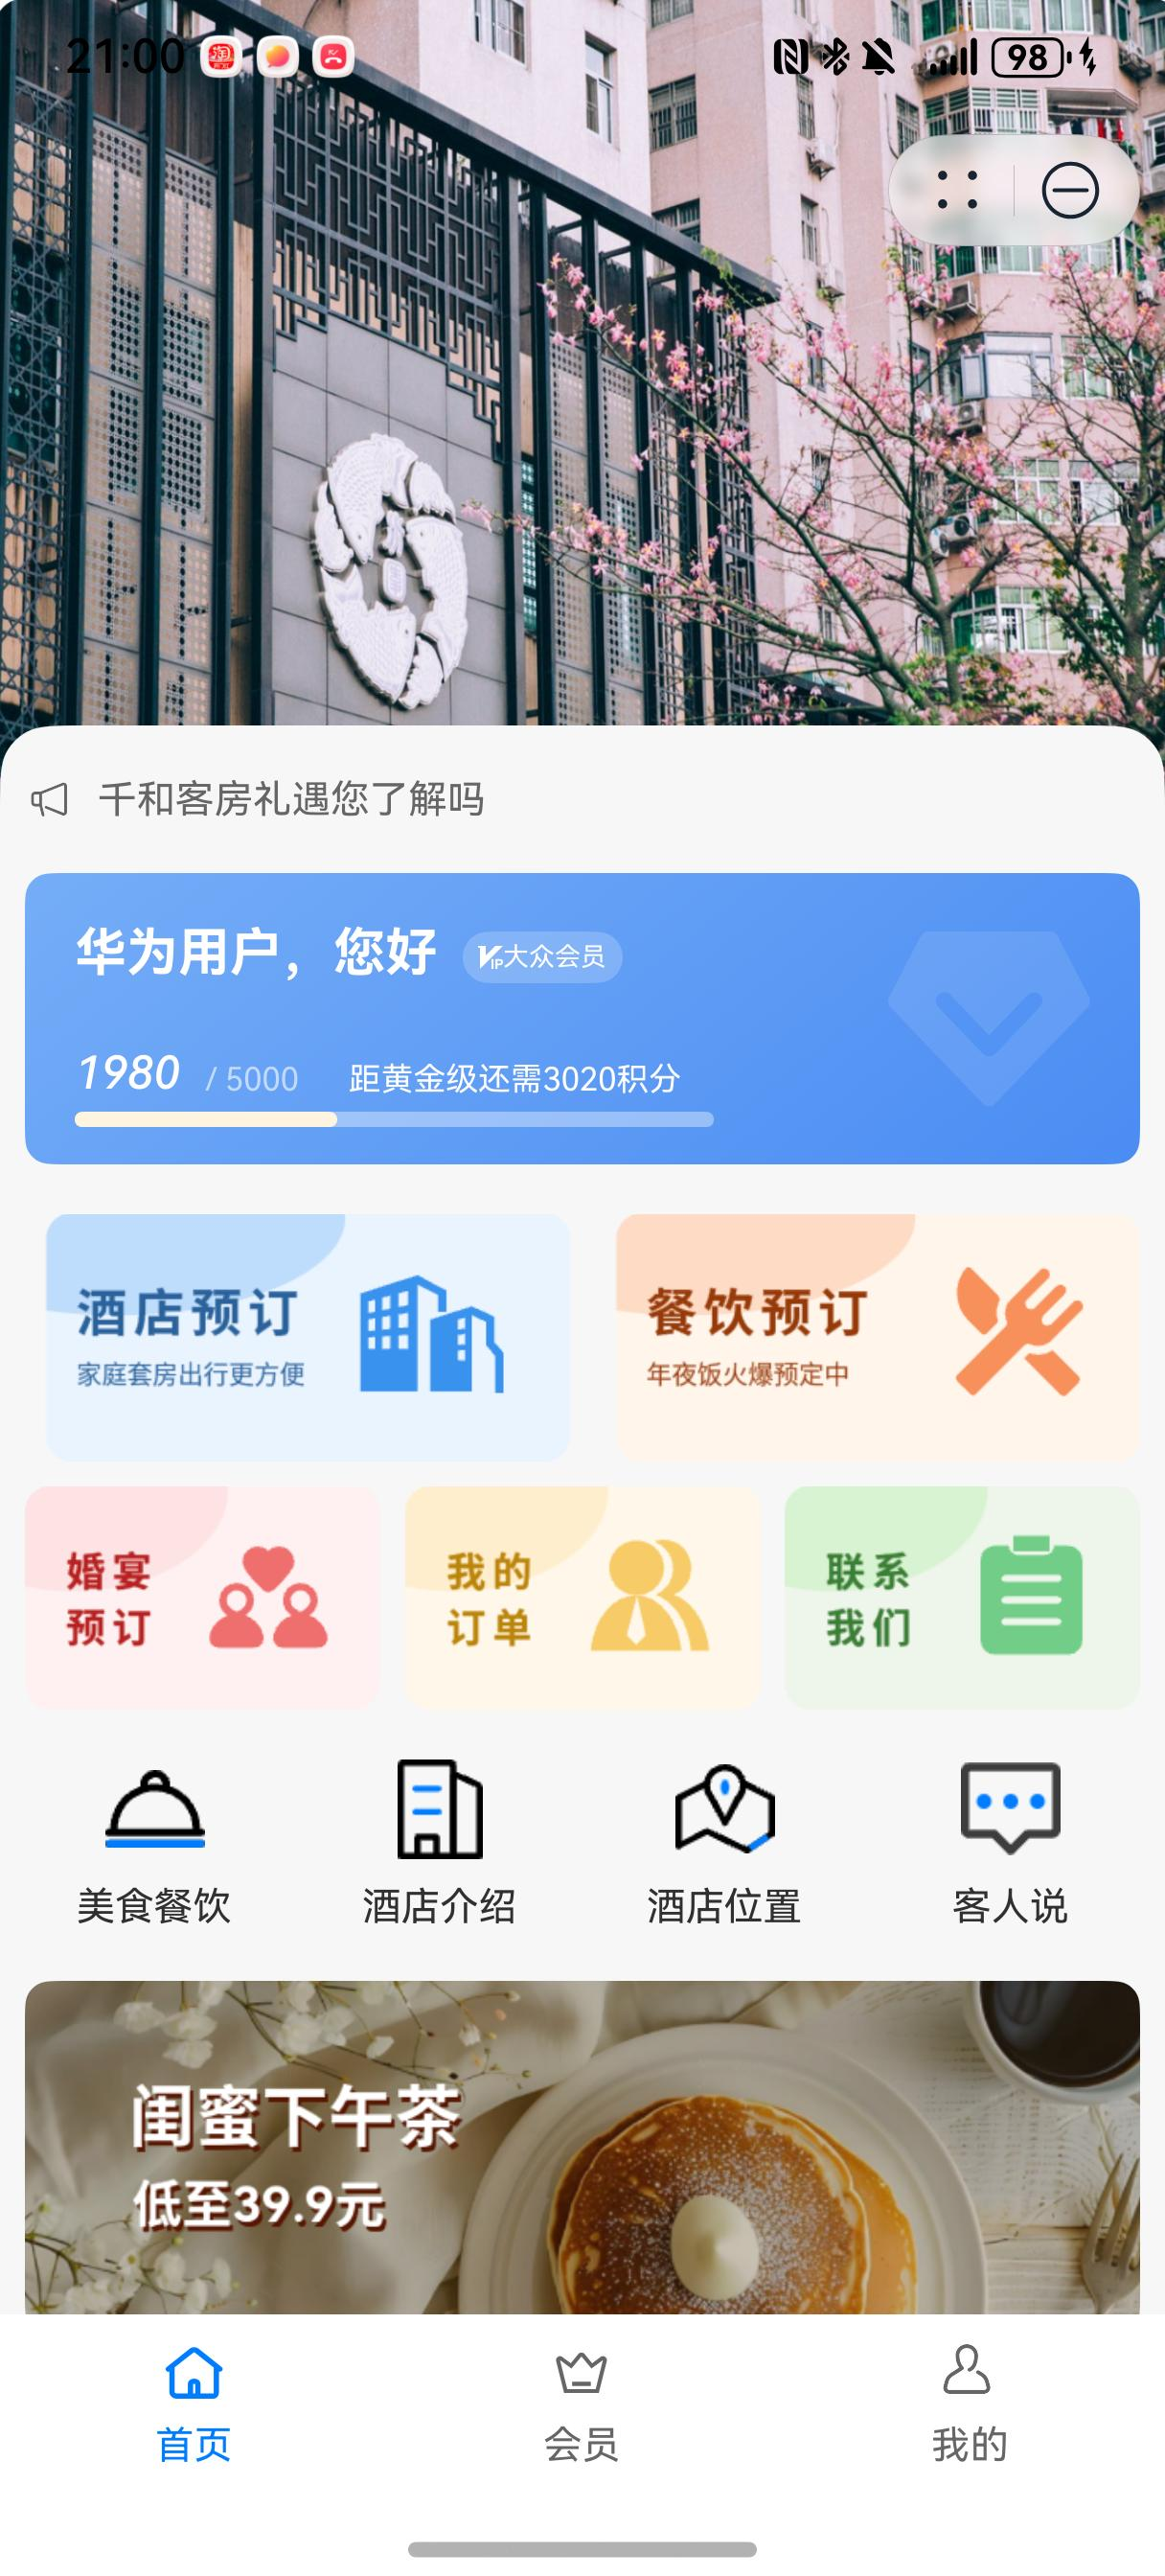 21:00
98
千和客房礼遇您了解吗
华为用户，您好
VIP大众会员
1980 / 5000 距黄金级还需3020积分
酒店预订
家庭套房出行更方便
餐饮预订
年夜饭火爆预定中
婚宴
预订
我的
订单
联系
我们
美食餐饮
酒店介绍
酒店位置
客人说
闺蜜下午茶
低至39.9元
首页
会员
我的